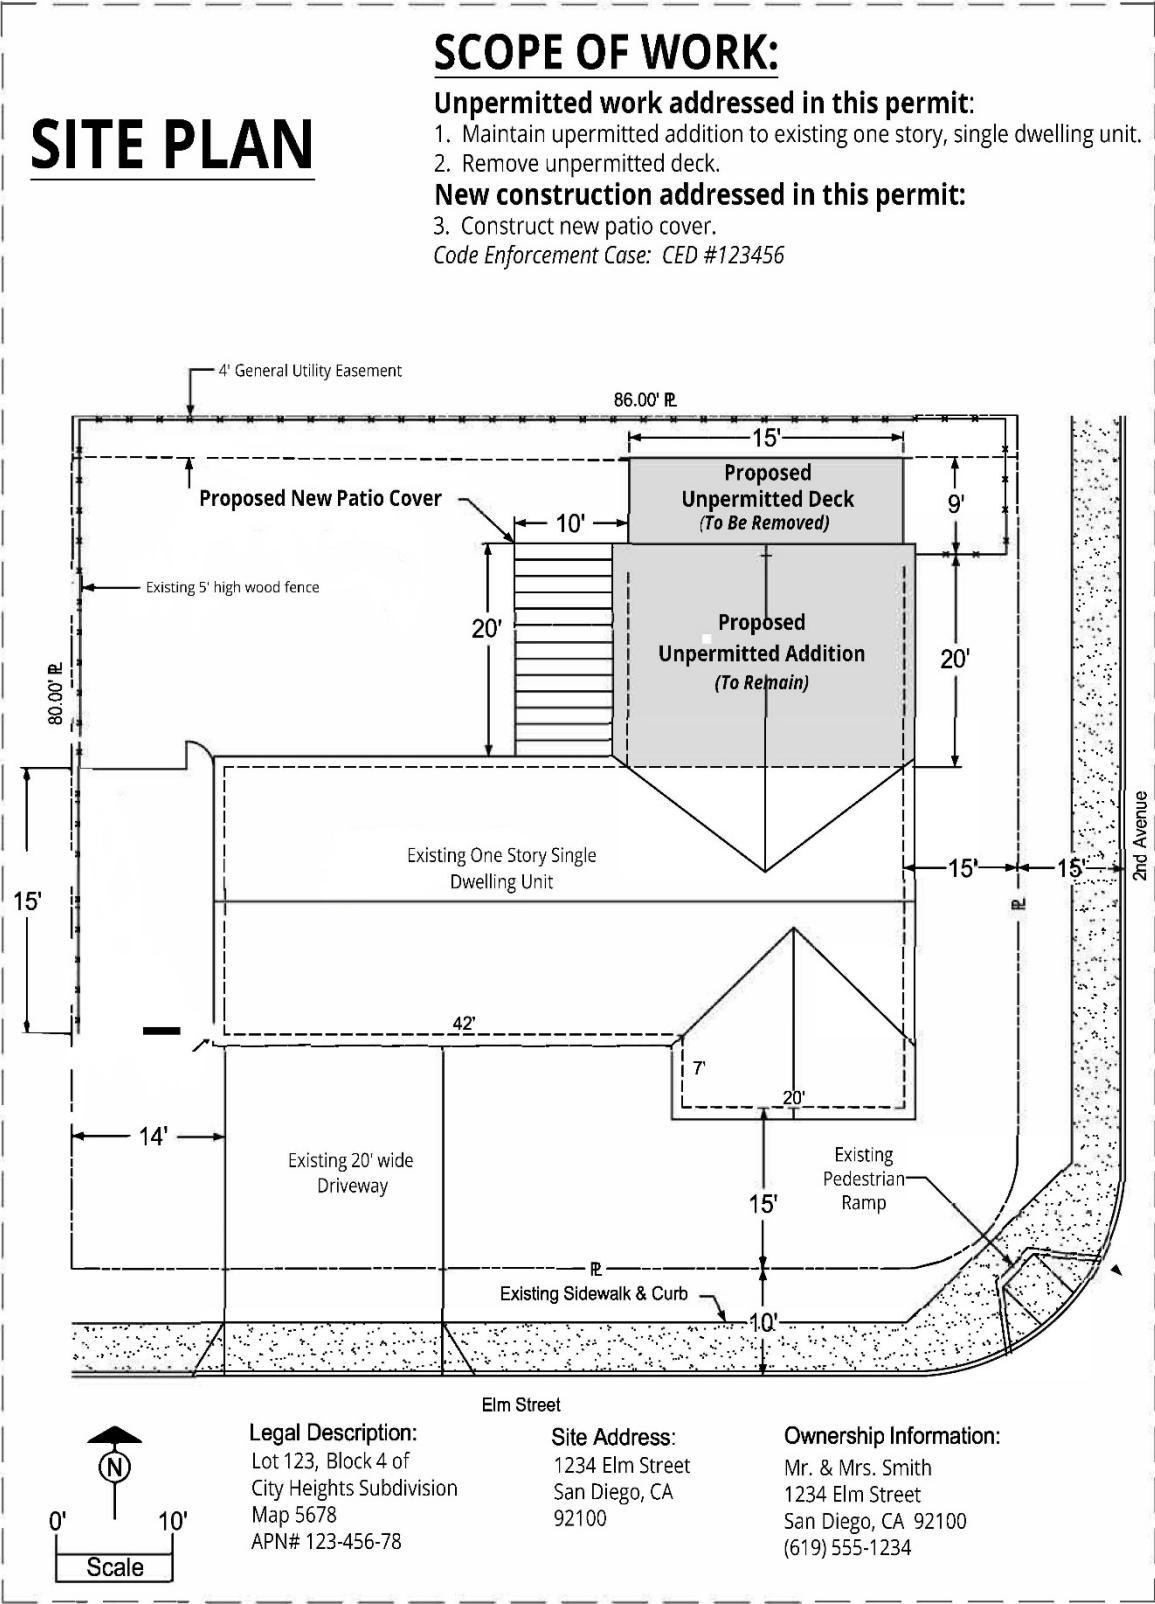 SCOPE OF WORK:
SITE PLAN
Unpermitted work addressed in this permit:
1. Maintain upermitted addition to existing one story, single dwelling unit.
2. Remove unpermitted deck.
New construction addressed in this permit:
3. Construct new patio cover.
Code Enforcement Case: CED #123456
4' General Utility Easement
86.00' PL
15'
Proposed
Unpermitted Deck
(To Be Removed)
9'
Proposed New Patio Cover
10'
Existing 5' high wood fence
20'
Proposed
Unpermitted Addition
(To Remain)
20'
80.00' PL
15'
Existing One Story Single
Dwelling Unit
15'
15'
2nd Avenue
PL
42'
7'
20'
14'
Existing 20' wide
Driveway
Existing
Pedestrian
Ramp
15'
PL
Existing Sidewalk & Curb
10'
Elm Street
N
0'
10'
Scale
Legal Description:
Lot 123, Block 4 of
City Heights Subdivision
Map 5678
APN# 123-456-78
Site Address:
1234 Elm Street
San Diego, CA
92100
Ownership Information:
Mr. & Mrs. Smith
1234 Elm Street
San Diego, CA 92100
(619) 555-1234